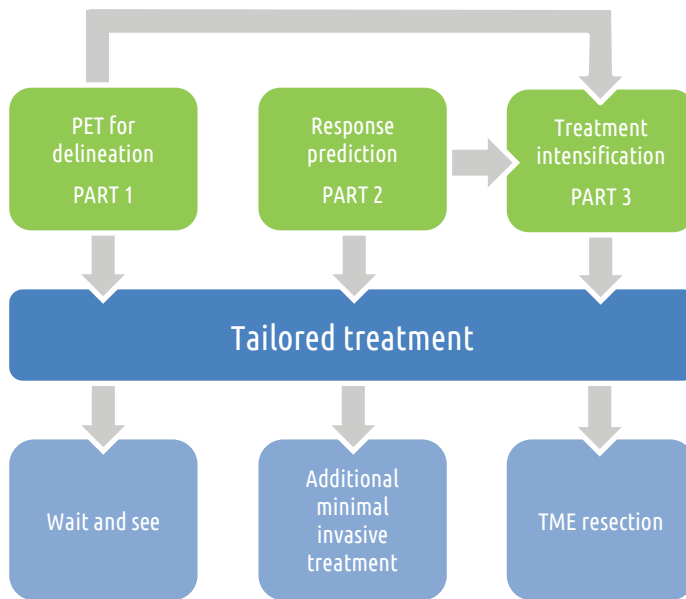 PET for
delineation
PART 1
Response
prediction
PART 2
Treatment
intensification
PART 3
Tailored treatment
Wait and see
Additional
minimal
invasive
treatment
TME resection